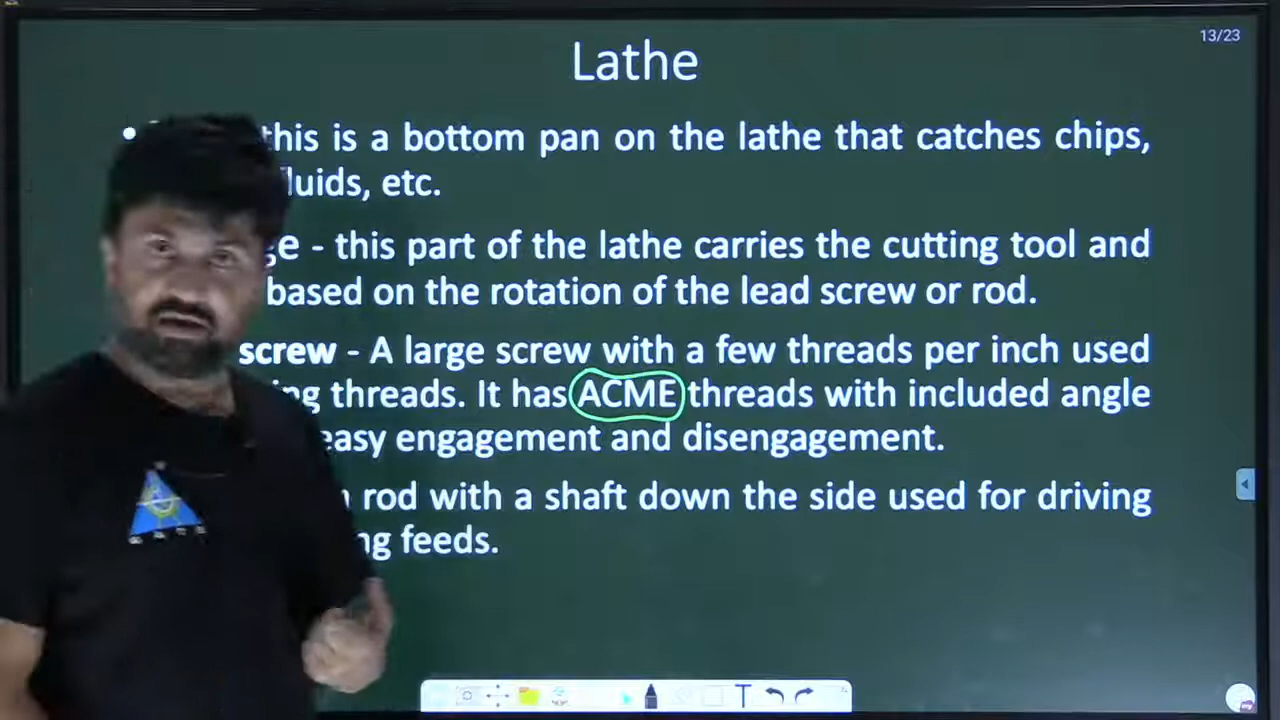 13/23
Lathe
this is a bottom pan on the lathe that catches chips,
luids, etc.
ge - this part of the lathe carries the cutting tool and
based on the rotation of the lead screw or rod.
screw - A large screw with a few threads per inch used
ng threads. It has ACME threads with included angle
easy engagement and disengagement.
rod with a shaft down the side used for driving
ng feeds.
T